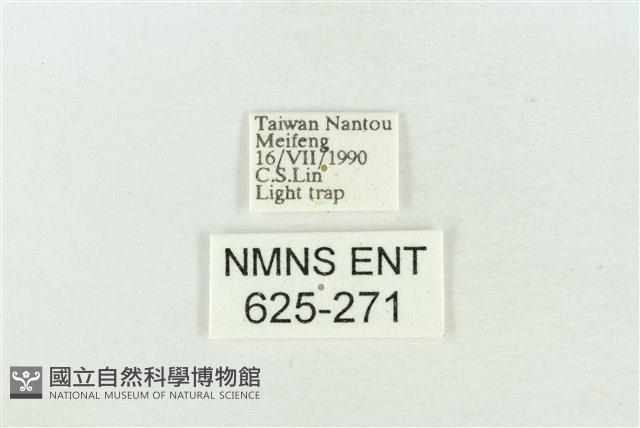 Taiwan Nantou
Meifeng
16/VII/1990
C.S.Lin
Light trap
NMNS ENT
625-271
國立自然科學博物館
NATIONAL MUSEUM OF NATURAL SCIENCE